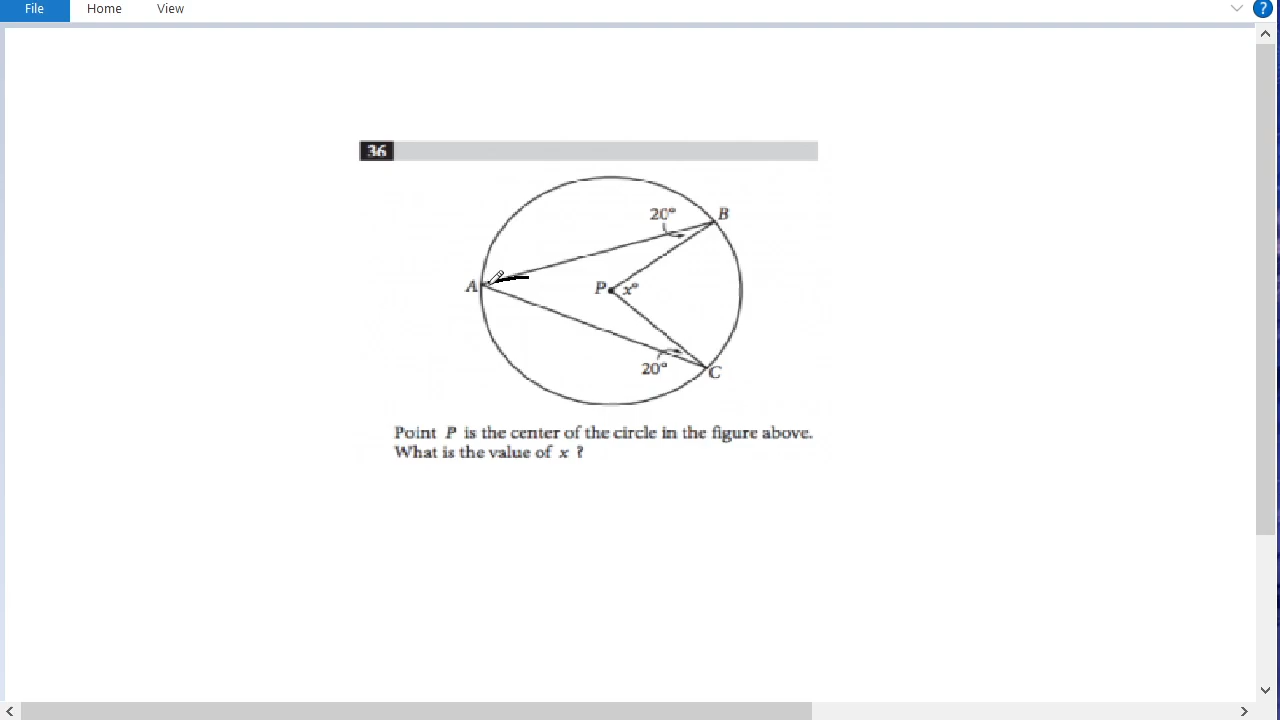 File Home View ?
36
20° B
A P x°
20° C
Point P is the center of the circle in the figure above.
What is the value of x ?